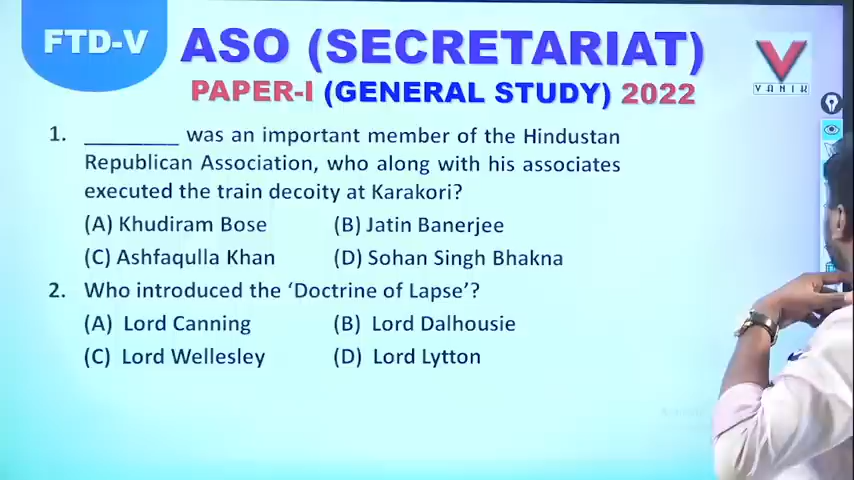 FTD-V
ASO (SECRETARIAT)
PAPER-I (GENERAL STUDY) 2022
VANIK
1. ________ was an important member of the Hindustan
Republican Association, who along with his associates
executed the train decoity at Karakori?
(A) Khudiram Bose (B) Jatin Banerjee
(C) Ashfaqulla Khan (D) Sohan Singh Bhakna
2. Who introduced the ‘Doctrine of Lapse’?
(A) Lord Canning (B) Lord Dalhousie
(C) Lord Wellesley (D) Lord Lytton